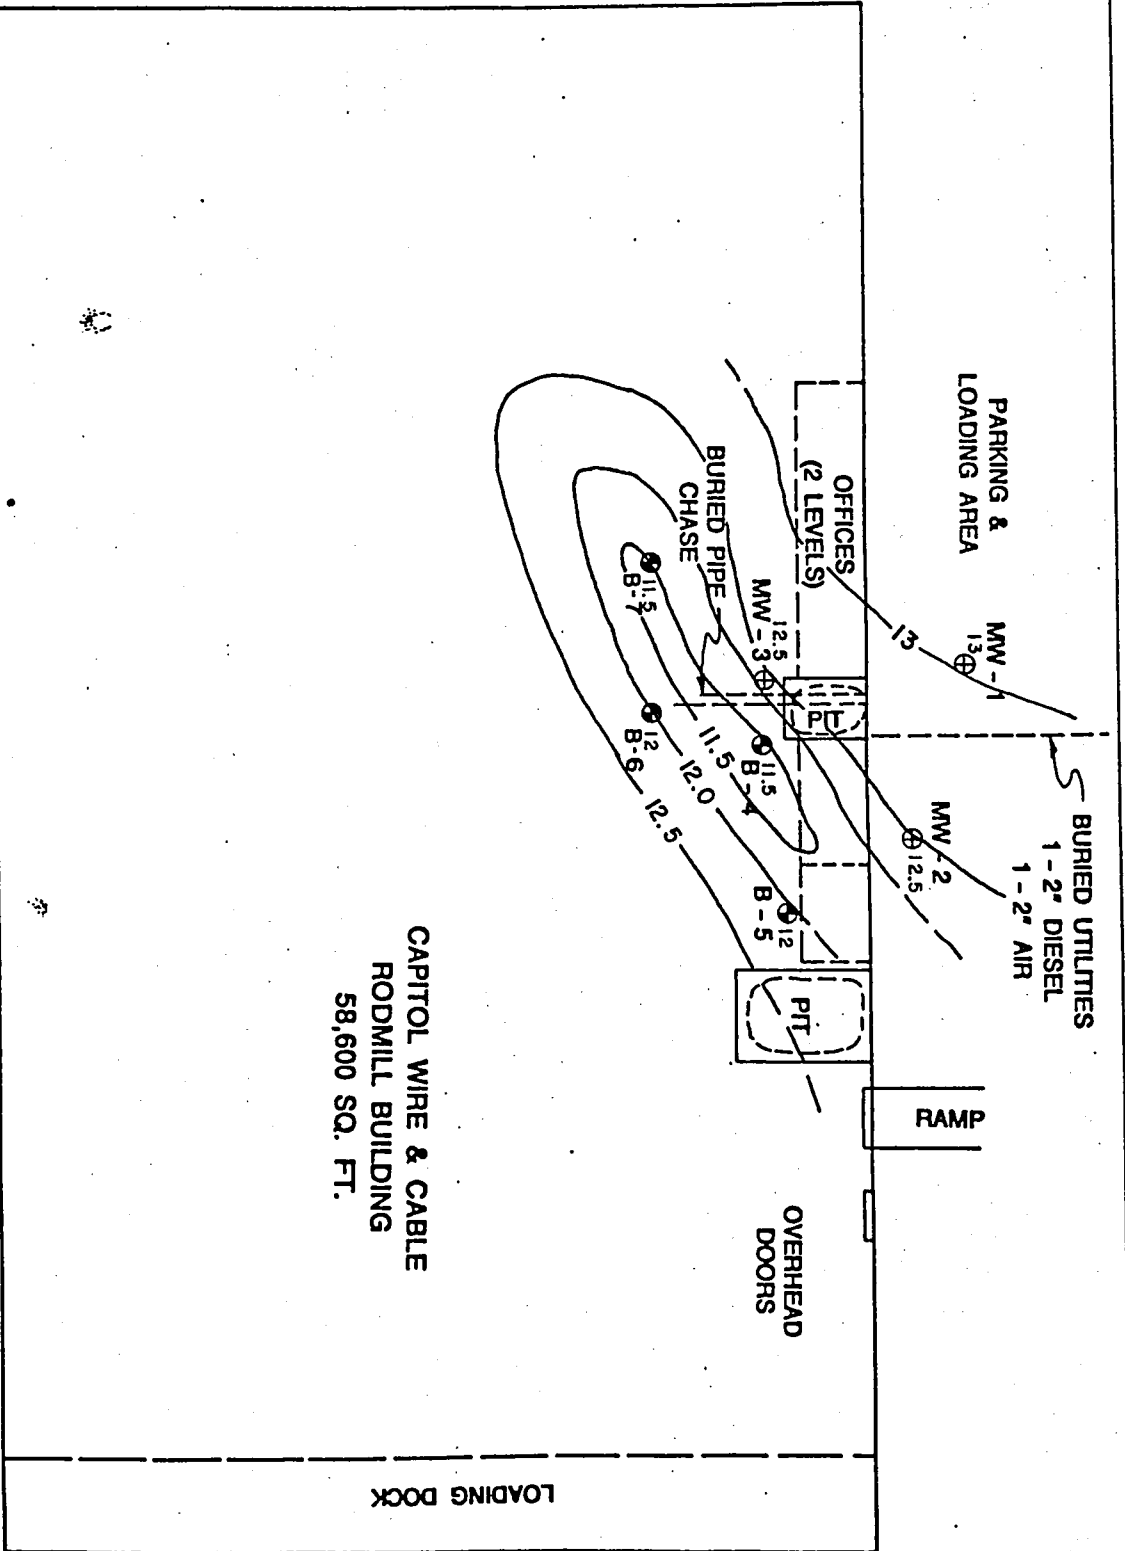 PARKING &
LOADING AREA
MW - 1
13
13
BURIED UTILITIES
1 - 2" DIESEL
1 - 2" AIR
MW - 2
12.5
OFFICES
(2 LEVELS)
BURIED PIPE
CHASE
12.5
MW - 3
PIT
11.5
B - 7
11.5
B - 4
12
B - 6
11.5
12.0
12.5
12
B - 5
PIT
RAMP
OVERHEAD
DOORS
CAPITOL WIRE & CABLE
RODMILL BUILDING
58,600 SQ. FT.
LOADING DOCK